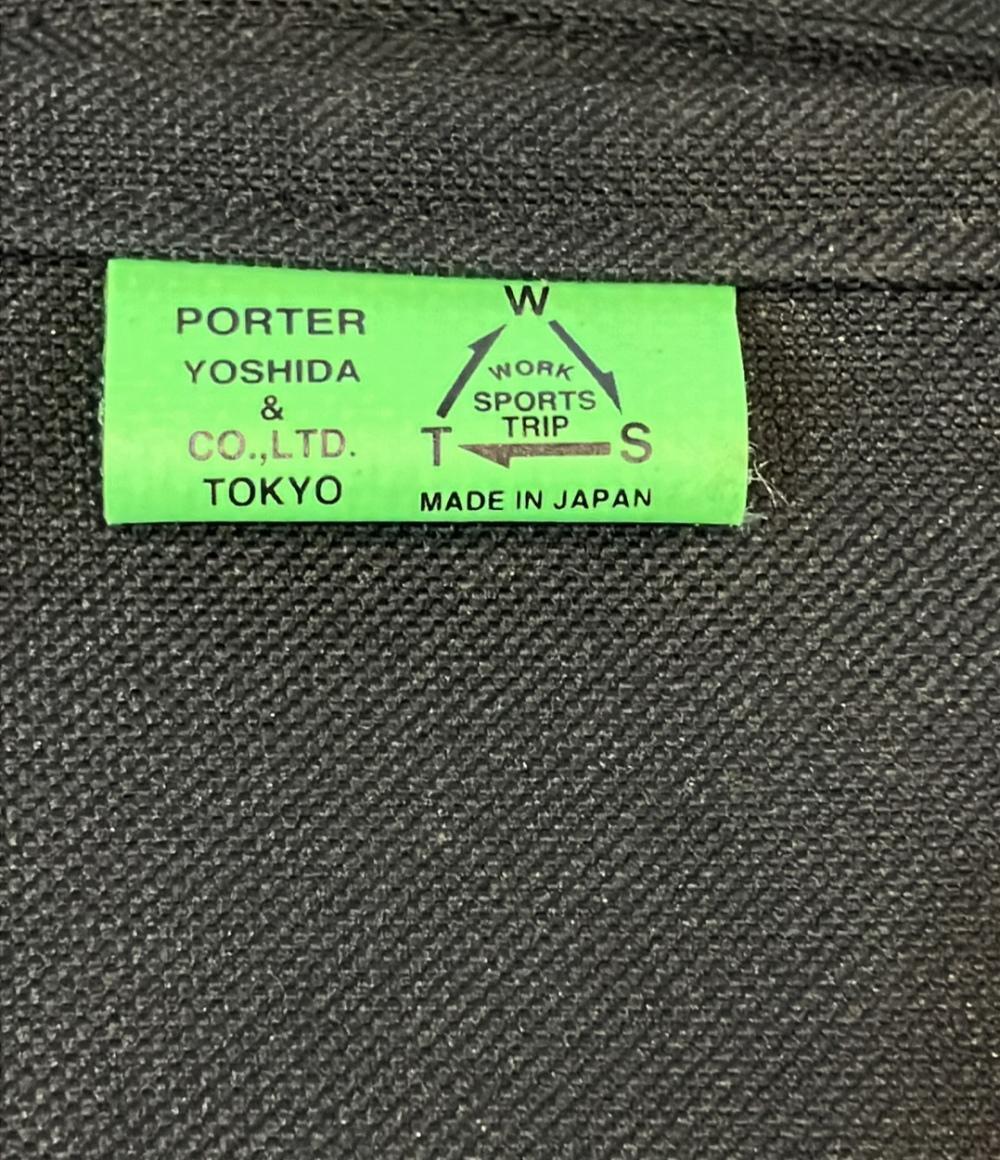 PORTER
YOSHIDA
&
CO.,LTD.
TOKYO
W
WORK
SPORTS
TRIP
T S
MADE IN JAPAN